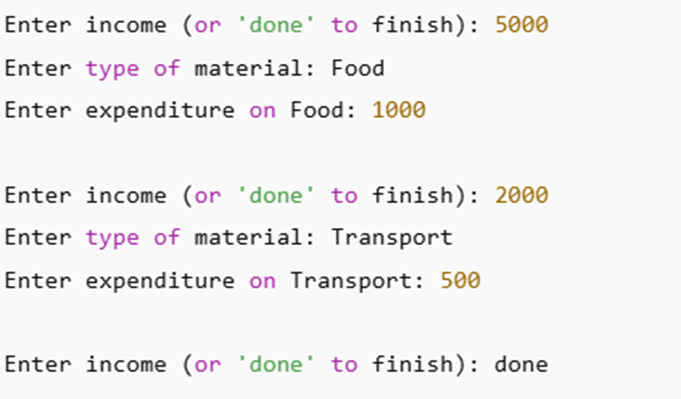 Enter income (or 'done' to finish): 5000
Enter type of material: Food
Enter expenditure on Food: 1000
Enter income (or 'done' to finish): 2000
Enter type of material: Transport
Enter expenditure on Transport: 500
Enter income (or 'done' to finish): done